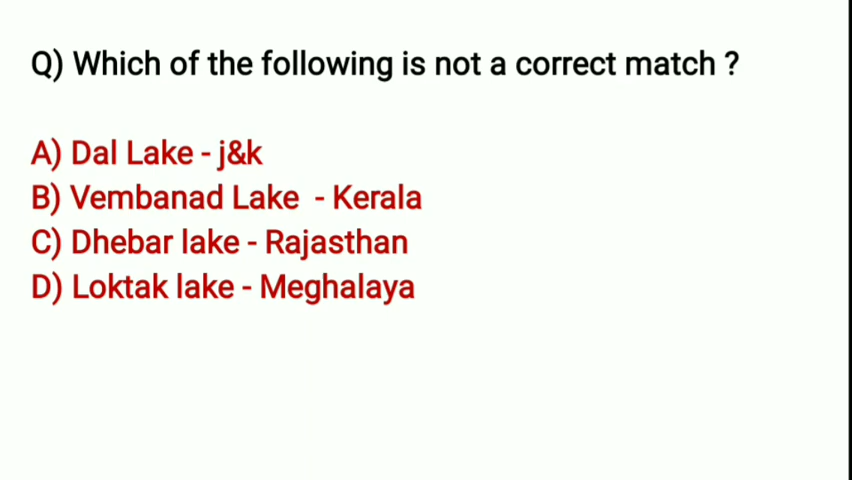 Q) Which of the following is not a correct match ?
A) Dal Lake - j&k
B) Vembanad Lake - Kerala
C) Dhebar lake - Rajasthan
D) Loktak lake - Meghalaya